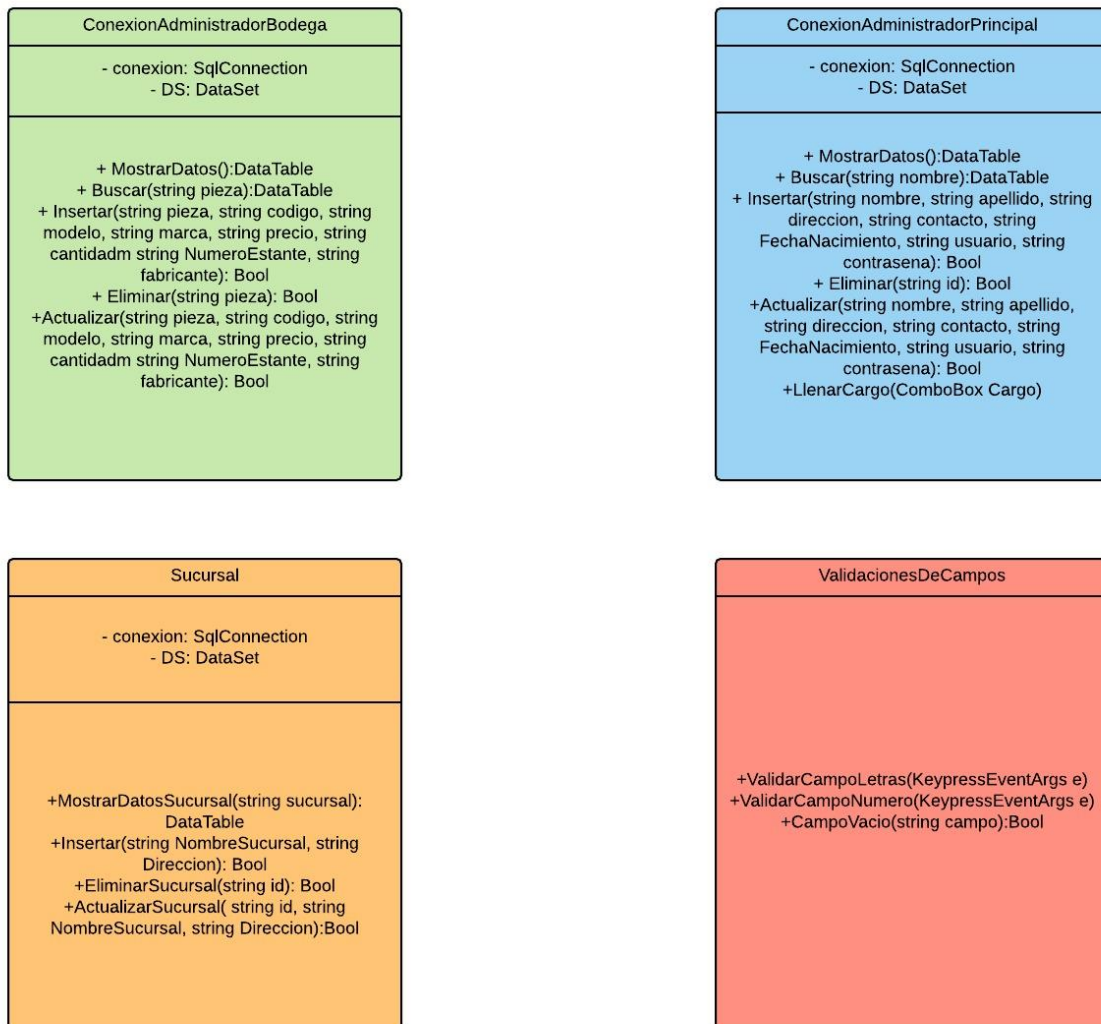 ConexionAdministradorBodega
- conexion: SqlConnection
- DS: DataSet
+ MostrarDatos():DataTable
+ Buscar(string pieza):DataTable
+ Insertar(string pieza, string codigo, string
modelo, string marca, string precio, string
cantidadm string NumeroEstante, string
fabricante): Bool
+ Eliminar(string pieza): Bool
+Actualizar(string pieza, string codigo, string
modelo, string marca, string precio, string
cantidadm string NumeroEstante, string
fabricante): Bool
ConexionAdministradorPrincipal
- conexion: SqlConnection
- DS: DataSet
+ MostrarDatos():DataTable
+ Buscar(string nombre):DataTable
+ Insertar(string nombre, string apellido, string
direccion, string contacto, string
FechaNacimiento, string usuario, string
contrasena): Bool
+ Eliminar(string id): Bool
+Actualizar(string nombre, string apellido,
string direccion, string contacto, string
FechaNacimiento, string usuario, string
contrasena): Bool
+LlenarCargo(ComboBox Cargo)
Sucursal
- conexion: SqlConnection
- DS: DataSet
+MostrarDatosSucursal(string sucursal):
DataTable
+Insertar(string NombreSucursal, string
Direccion): Bool
+EliminarSucursal(string id): Bool
+ActualizarSucursal( string id, string
NombreSucursal, string Direccion):Bool
ValidacionesDeCampos
+ValidarCampoLetras(KeypressEventArgs e)
+ValidarCampoNumero(KeypressEventArgs e)
+CampoVacio(string campo):Bool